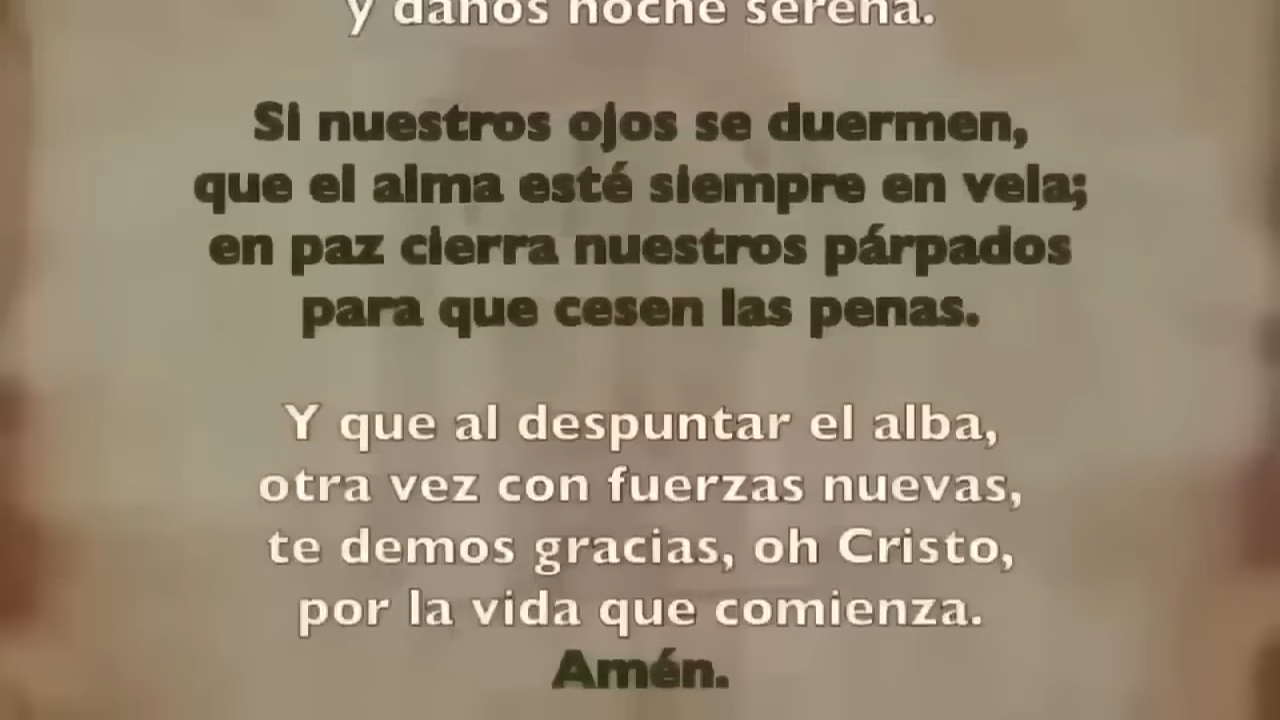 y danos noche serena.
Si nuestros ojos se duermen,
que el alma esté siempre en vela;
en paz cierra nuestros párpados
para que cesen las penas.
Y que al despuntar el alba,
otra vez con fuerzas nuevas,
te demos gracias, oh Cristo,
por la vida que comienza.
Amén.